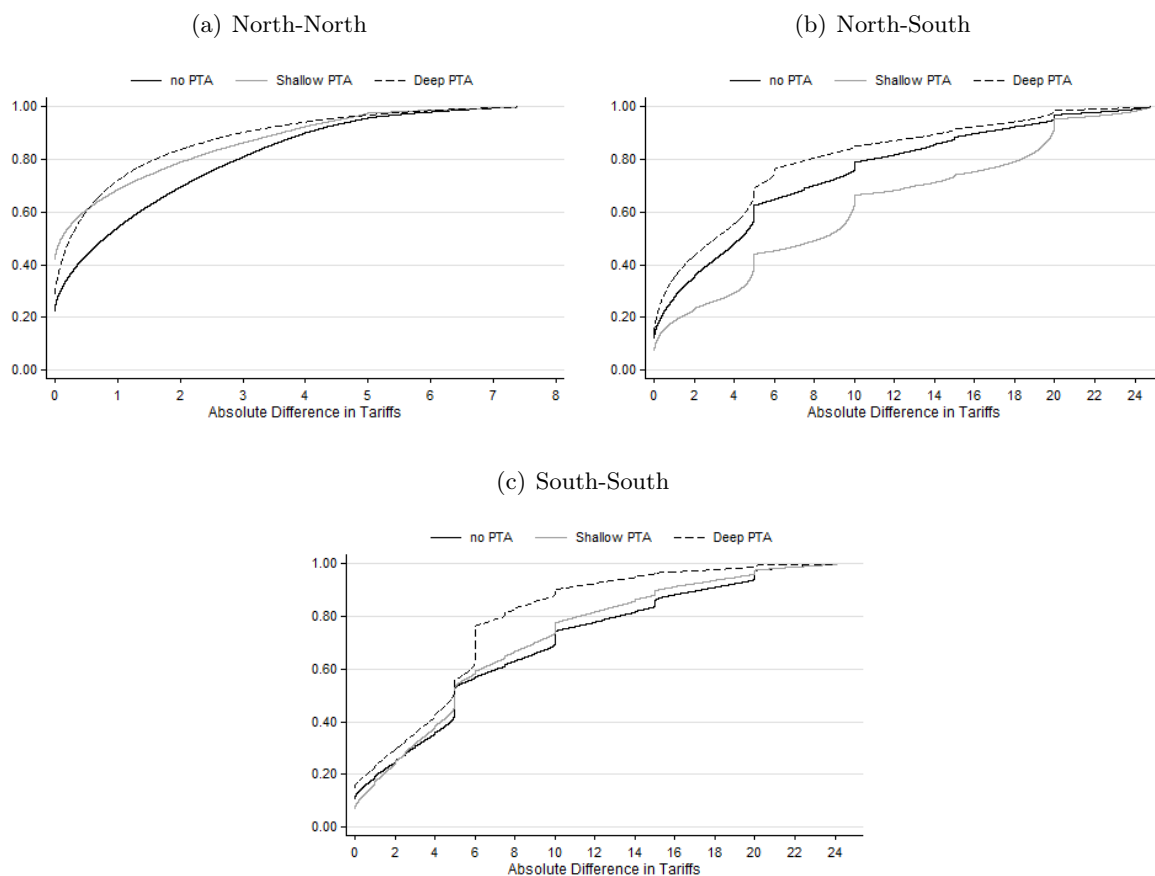 (a) North-North
no PTA Shallow PTA Deep PTA
1.00
0.80
0.60
0.40
0.20
0.00
0 1 2 3 4 5 6 7 8
Absolute Difference in Tariffs
(b) North-South
no PTA Shallow PTA Deep PTA
1.00
0.80
0.60
0.40
0.20
0.00
0 2 4 6 8 10 12 14 16 18 20 22 24
Absolute Difference in Tariffs
(c) South-South
no PTA Shallow PTA Deep PTA
1.00
0.80
0.60
0.40
0.20
0.00
0 2 4 6 8 10 12 14 16 18 20 22 24
Absolute Difference in Tariffs